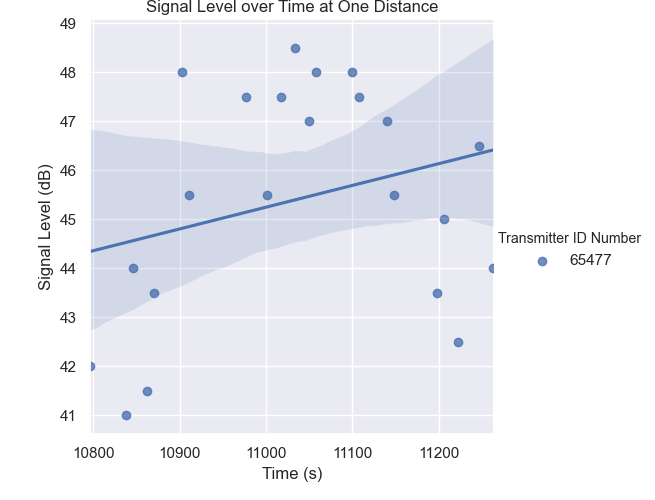 Signal Level over Time at One Distance
49
48
47
46
45
44
43
42
41
Signal Level (dB)
10800 10900 11000 11100 11200
Time (s)
Transmitter ID Number
65477